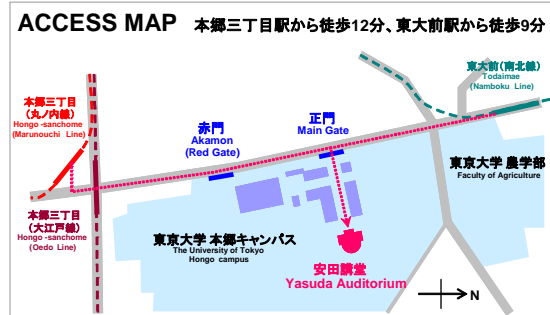 ACCESS MAP 本郷三丁目駅から徒歩12分、東大前駅から徒歩9分
本郷三丁目
(丸ノ内線)
Hongo -sanchome
(Marunouchi Line)
赤門
Akamon
(Red Gate)
正門
Main Gate
東大前(南北線)
Todaimae
(Namboku Line)
東京大学 農学部
Faculty of Agriculture
本郷三丁目
(大江戸線)
Hongo -sanchome
(Oedo Line)
東京大学 本郷キャンパス
The University of Tokyo
Hongo campus
安田講堂
Yasuda Auditorium
N